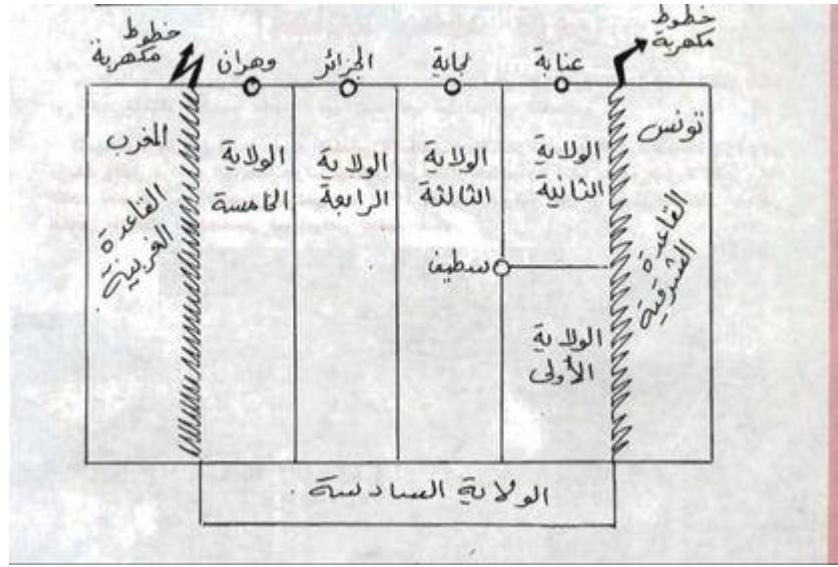 خطوط
مكهربة
عنابة
بجاية
الجزائر
وهران
خطوط
مكهربة
تونس
القاعدة
الشرقية
الولاية
الثانية
الولاية
الثالثة
الولاية
الرابعة
الولاية
الخامسة
المغرب
القاعدة
الغربية
سطيف
الولاية
الأولى
الولاية السادسة.